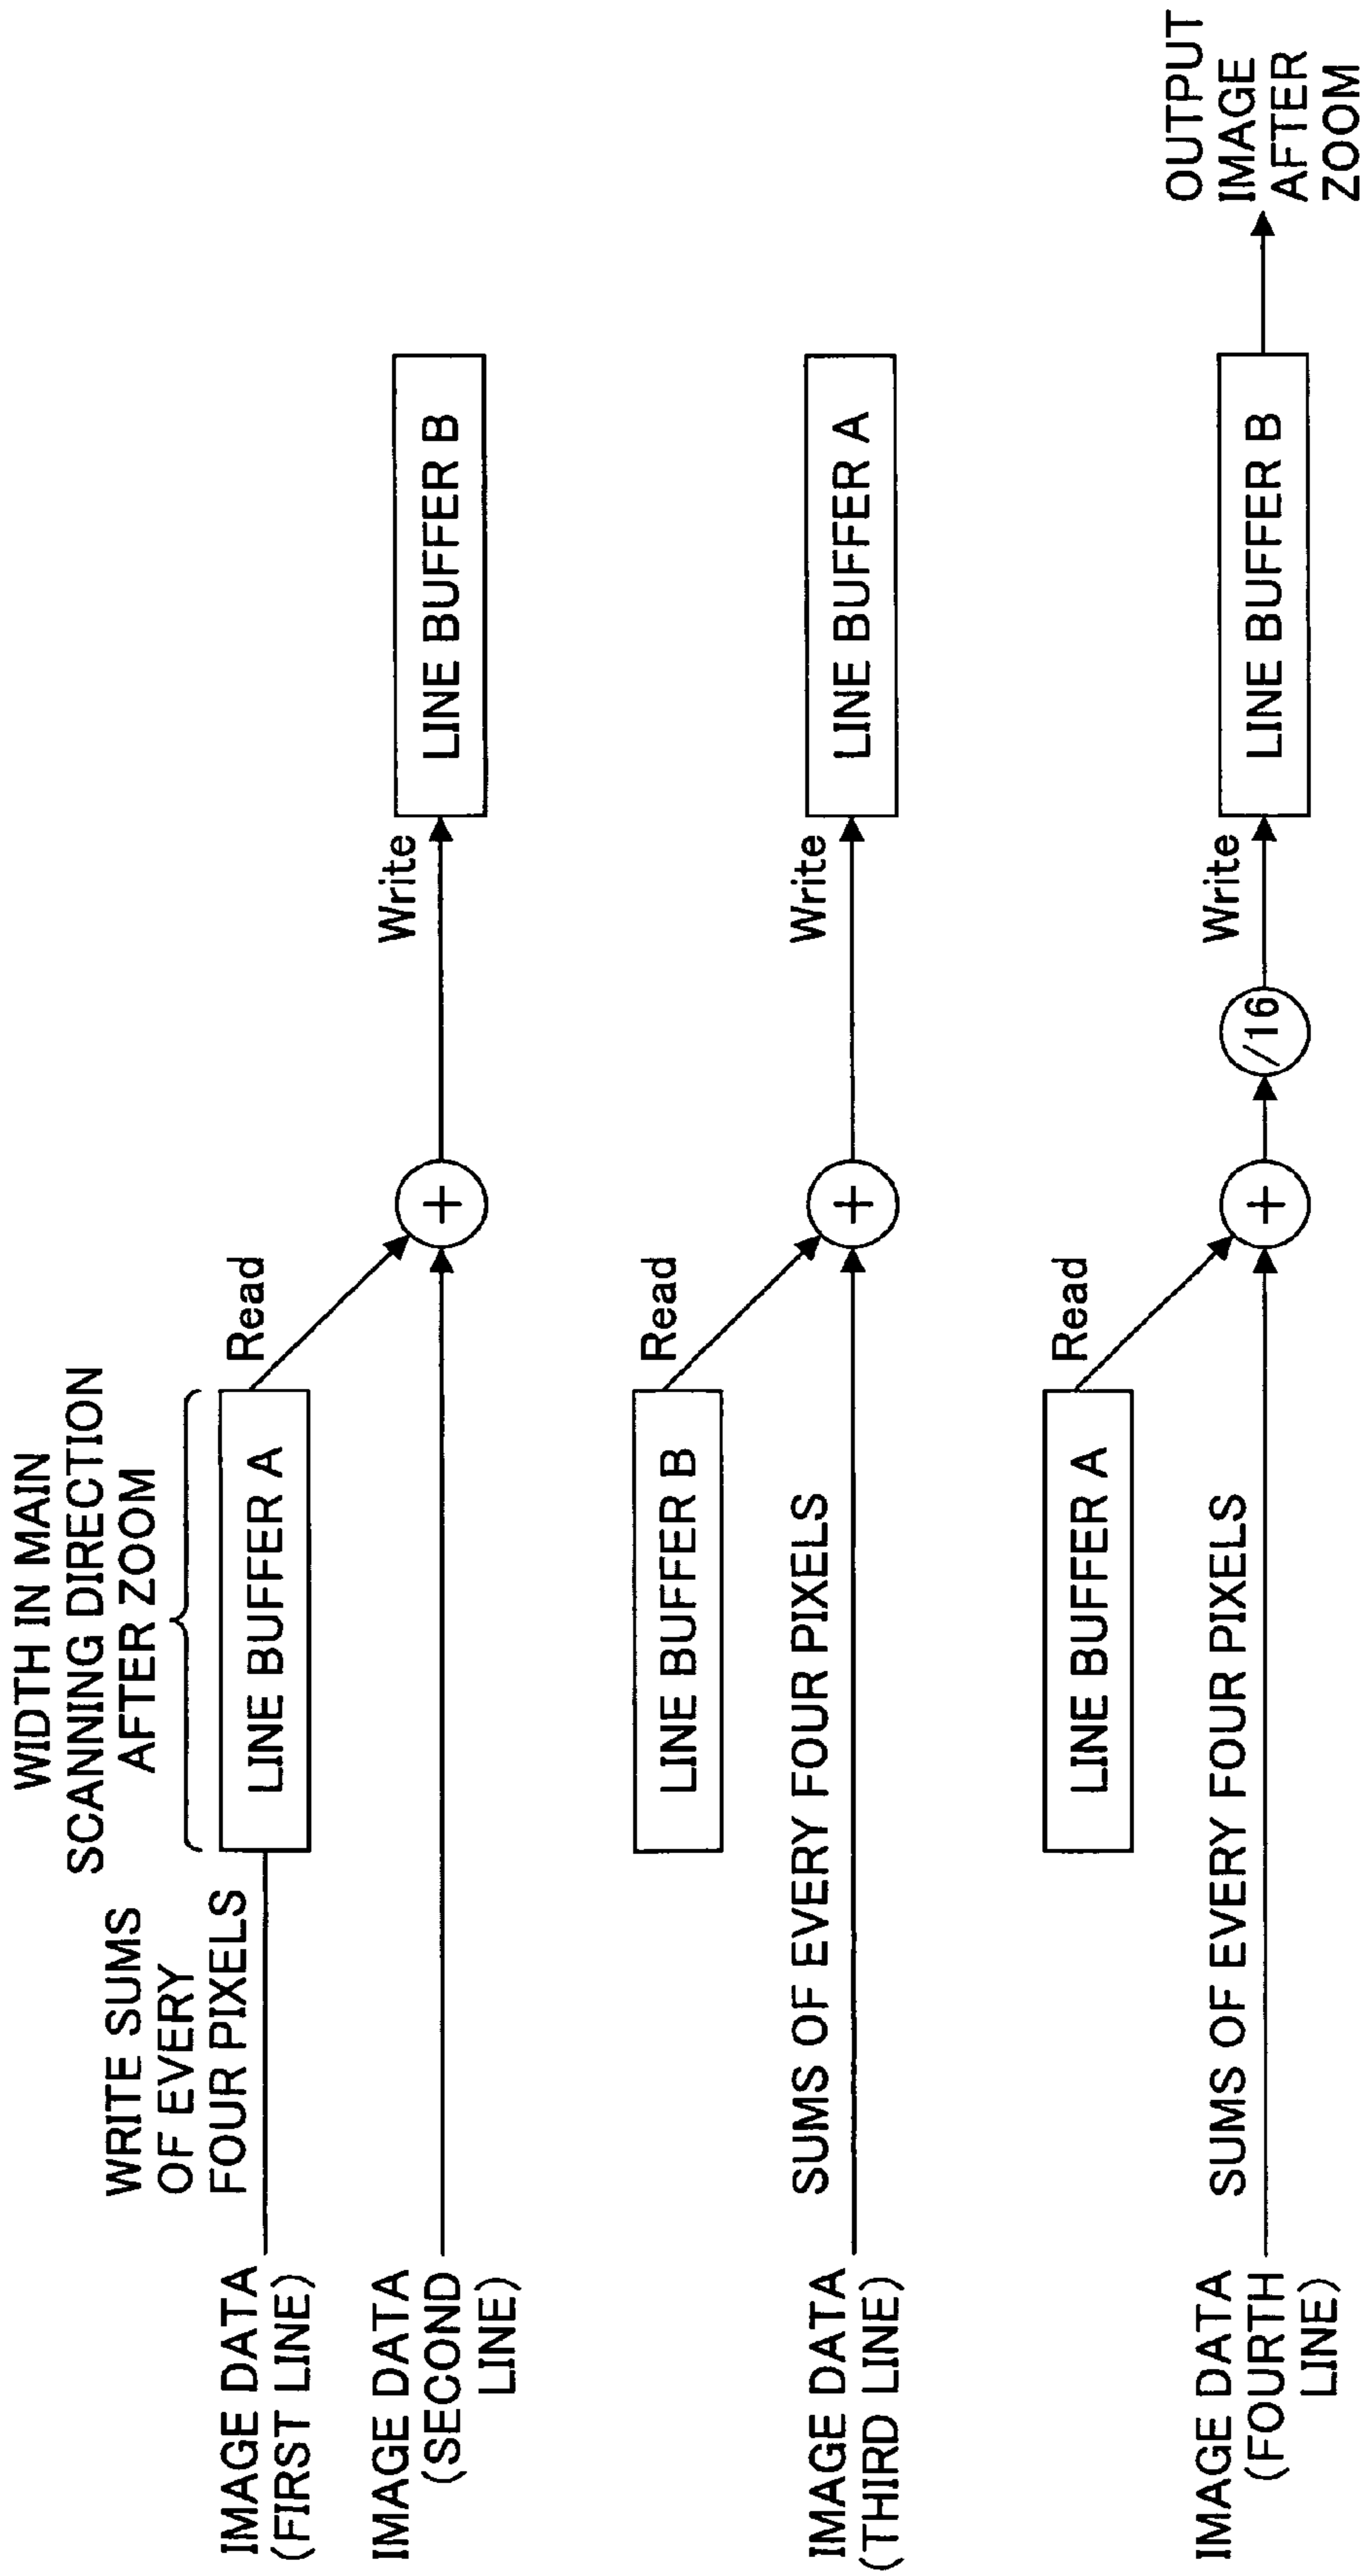 WIDTH IN MAIN
SCANNING DIRECTION
AFTER ZOOM
WRITE SUMS
OF EVERY
FOUR PIXELS
IMAGE DATA
(FIRST LINE)
LINE BUFFER A
Read
IMAGE DATA
(SECOND
LINE)
+
Write
LINE BUFFER B
LINE BUFFER B
Read
IMAGE DATA
(THIRD LINE)
SUMS OF EVERY FOUR PIXELS
+
Write
LINE BUFFER A
LINE BUFFER A
Read
IMAGE DATA
(FOURTH
LINE)
SUMS OF EVERY FOUR PIXELS
+
/16
Write
LINE BUFFER B
OUTPUT
IMAGE
AFTER
ZOOM